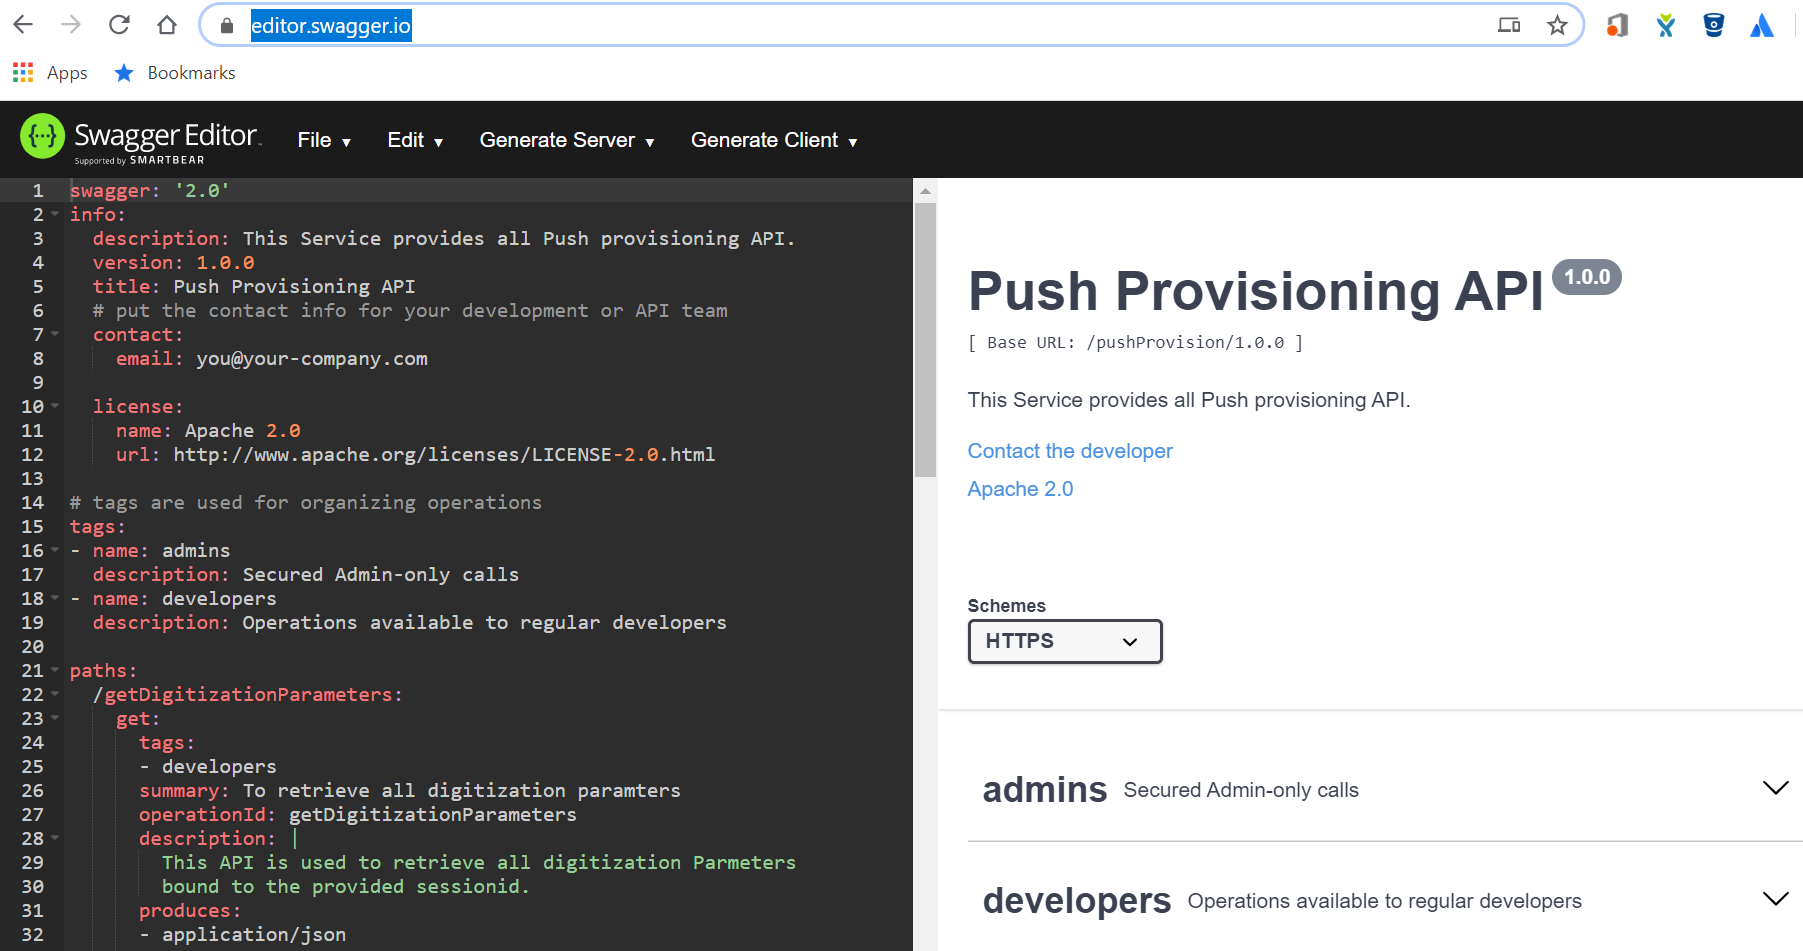 editor.swagger.io
Apps Bookmarks
Swagger Editor
Supported by SMARTBEAR
File Edit Generate Server Generate Client
1 swagger: '2.0'
2 info:
3 description: This Service provides all Push provisioning API.
4 version: 1.0.0
5 title: Push Provisioning API
6 # put the contact info for your development or API team
7 contact:
8 email: you@your-company.com
9
10 license:
11 name: Apache 2.0
12 url: http://www.apache.org/licenses/LICENSE-2.0.html
13
14 # tags are used for organizing operations
15 tags:
16 - name: admins
17 description: Secured Admin-only calls
18 - name: developers
19 description: Operations available to regular developers
20
21 paths:
22 /getDigitizationParameters:
23 get:
24 tags:
25 - developers
26 summary: To retrieve all digitization paramters
27 operationId: getDigitizationParameters
28 description: |
29 This API is used to retrieve all digitization Parmeters
30 bound to the provided sessionid.
31 produces:
32 - application/json
Push Provisioning API 1.0.0
[ Base URL: /pushProvision/1.0.0 ]
This Service provides all Push provisioning API.
Contact the developer
Apache 2.0
Schemes
HTTPS
admins Secured Admin-only calls
developers Operations available to regular developers